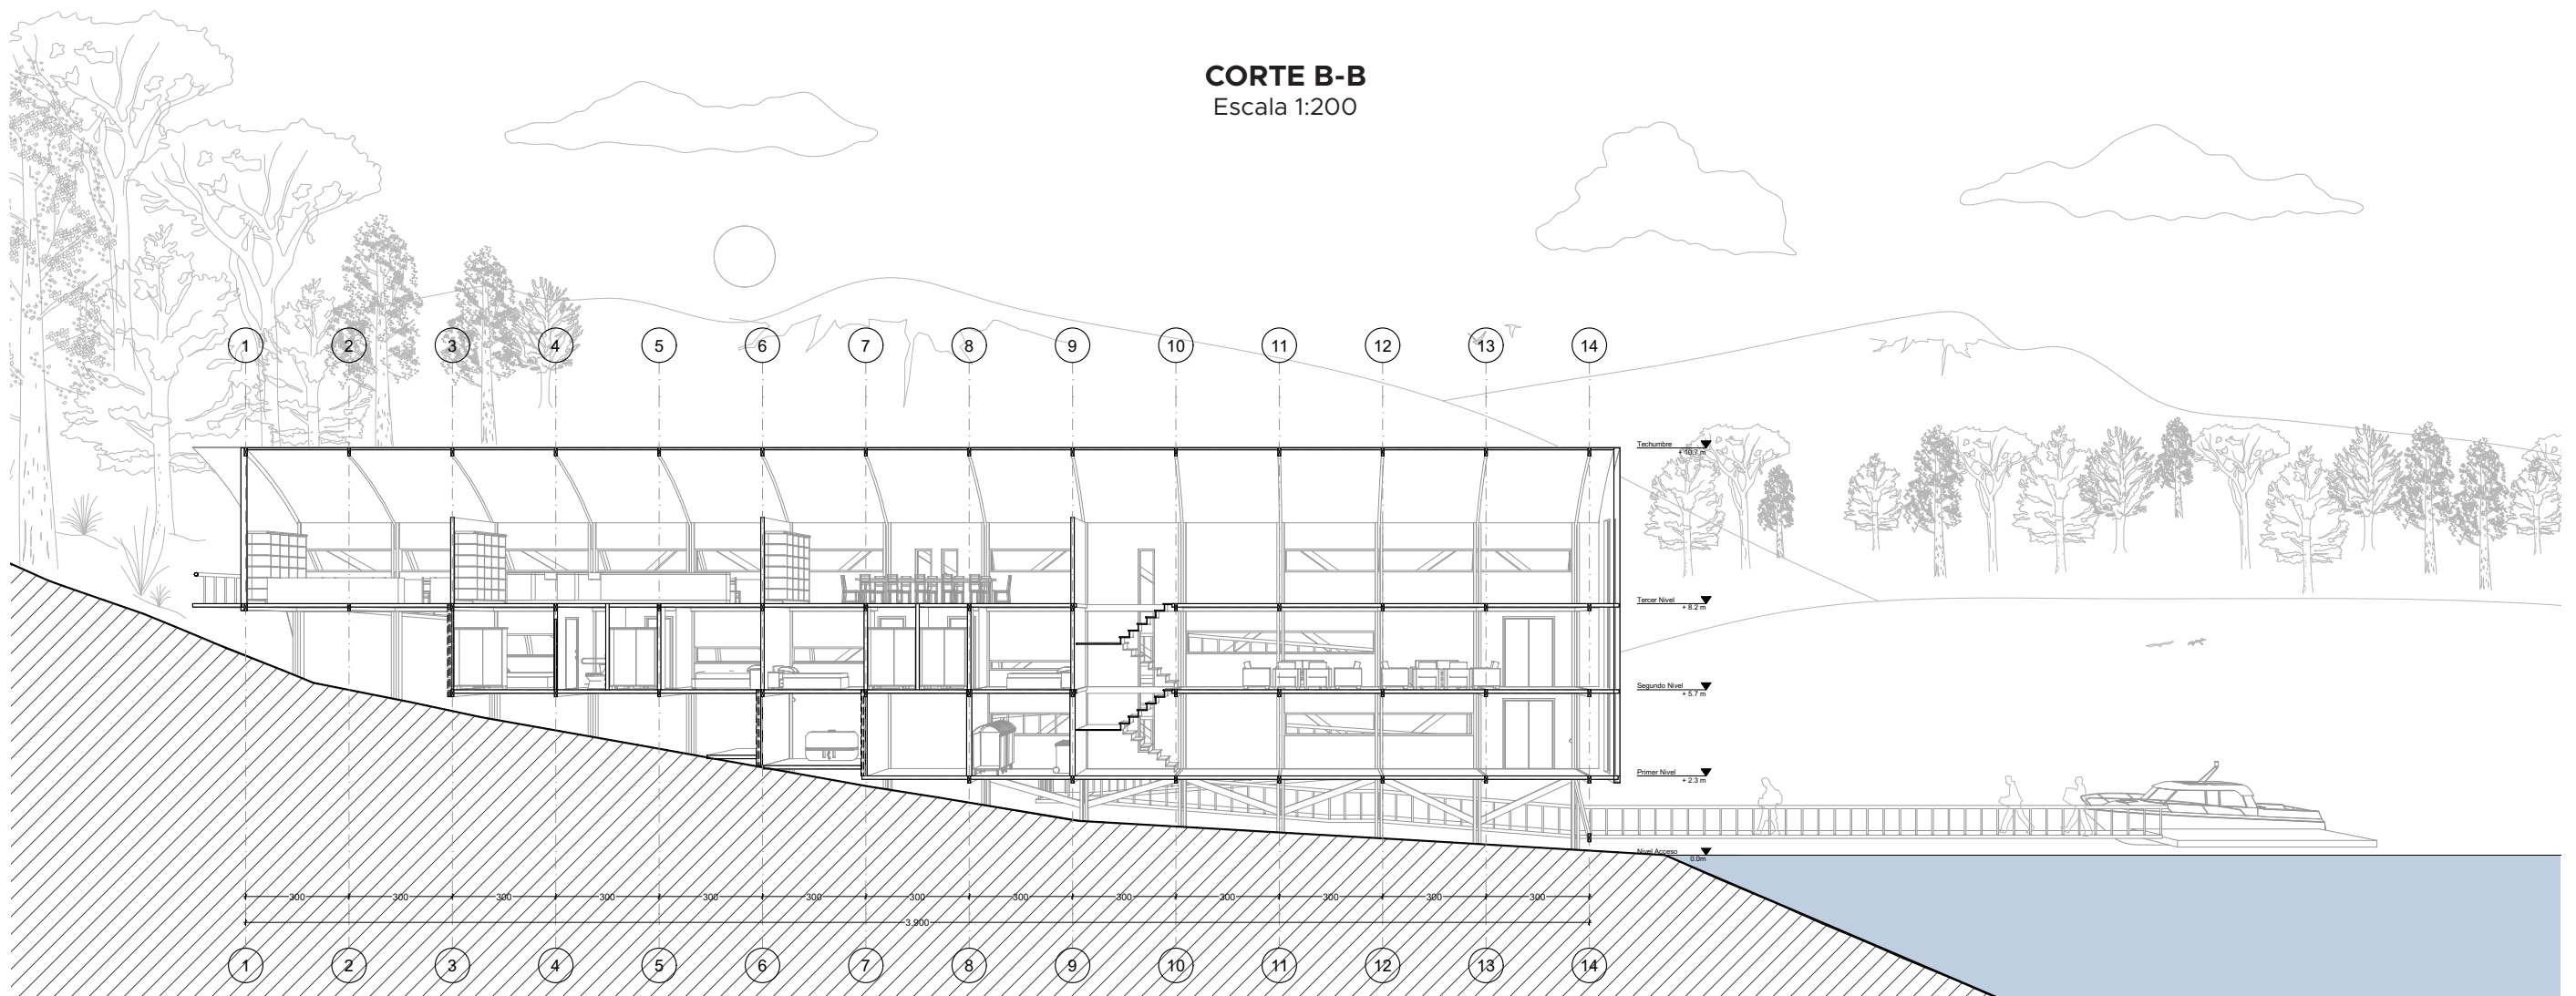 CORTE B-B
Escala 1:200
1 2 3 4 5 6 7 8 9 10 11 12 13 14
Techumbre
+ 10.7 m
Tercer Nivel
+ 8.2 m
Segundo Nivel
+ 5.7 m
Primer Nivel
+ 2.3 m
Nivel Acceso
0.0m
300 300 300 300 300 300 300 300 300 300 300 300 300
3.900
1 2 3 4 5 6 7 8 9 10 11 12 13 14